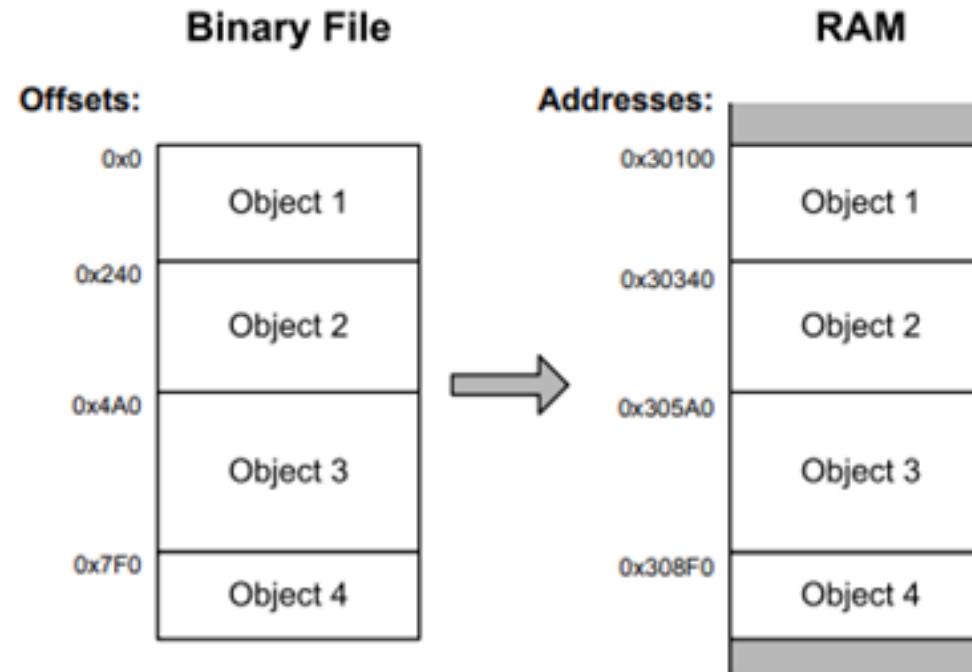 Binary File
Offsets:
0x0
Object 1
0x240
Object 2
0x4A0
Object 3
0x7F0
Object 4
RAM
Addresses:
0x30100
Object 1
0x30340
Object 2
0x305A0
Object 3
0x308F0
Object 4